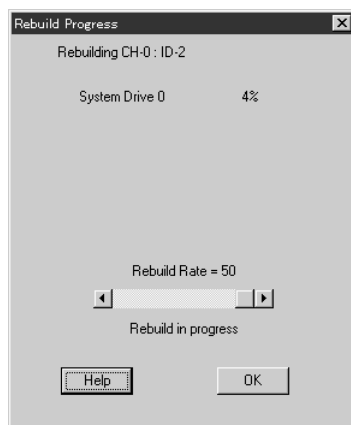 Rebuild Progress
Rebuilding CH-0 : ID-2
System Drive 0 4%
Rebuild Rate = 50
Rebuild in progress
Help OK